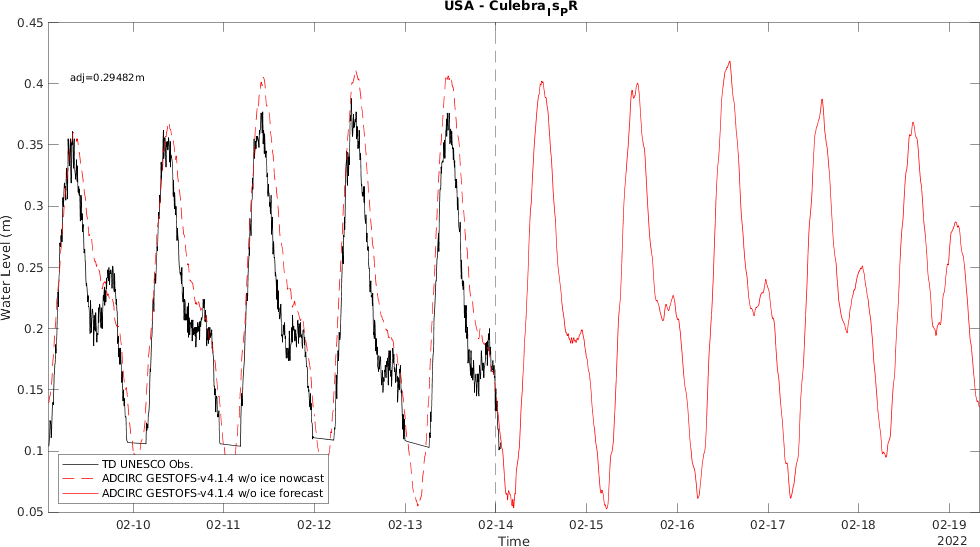 USA - CulebraIsPR
0.45
0.4
0.35
0.3
0.25
0.2
0.15
0.1
0.05
Water Level (m)
adj=0.29482m
TD UNESCO Obs.
ADCIRC GESTOFS-v4.1.4 w/o ice nowcast
ADCIRC GESTOFS-v4.1.4 w/o ice forecast
02-10 02-11 02-12 02-13 02-14 02-15 02-16 02-17 02-18 02-19
Time 2022